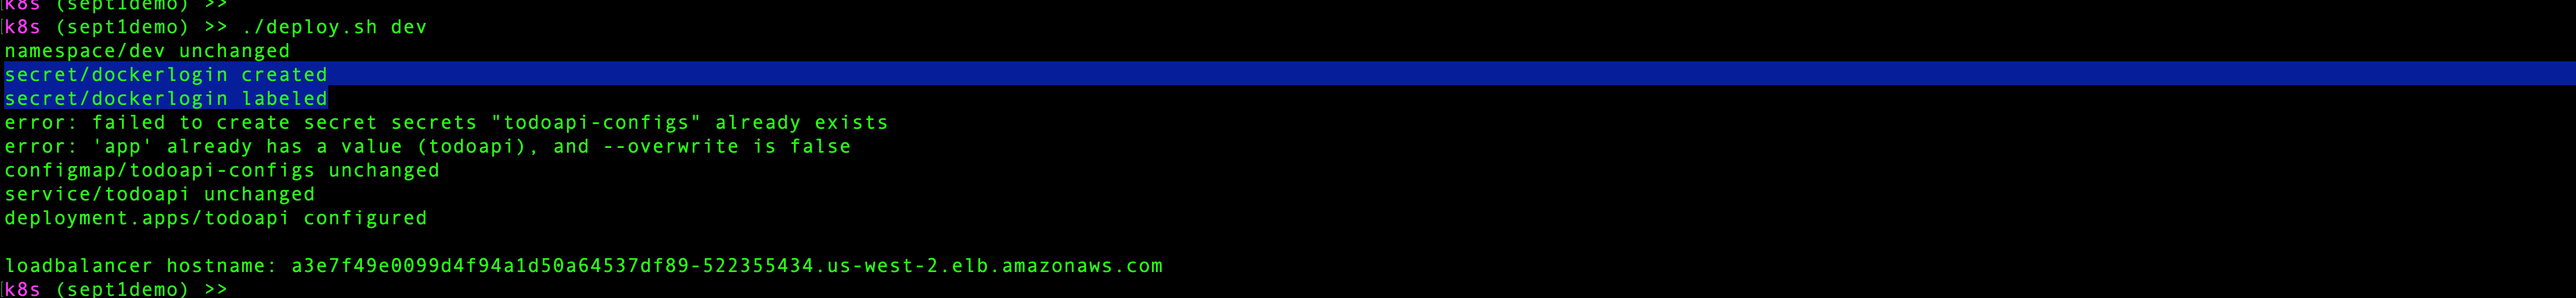 k8s (sept1demo) >>
k8s (sept1demo) >> ./deploy.sh dev
namespace/dev unchanged
secret/dockerlogin created
secret/dockerlogin labeled
error: failed to create secret secrets "todoapi-configs" already exists
error: 'app' already has a value (todoapi), and --overwrite is false
configmap/todoapi-configs unchanged
service/todoapi unchanged
deployment.apps/todoapi configured
loadbalancer hostname: a3e7f49e0099d4f94a1d50a64537df89-522355434.us-west-2.elb.amazonaws.com
k8s (sept1demo) >>